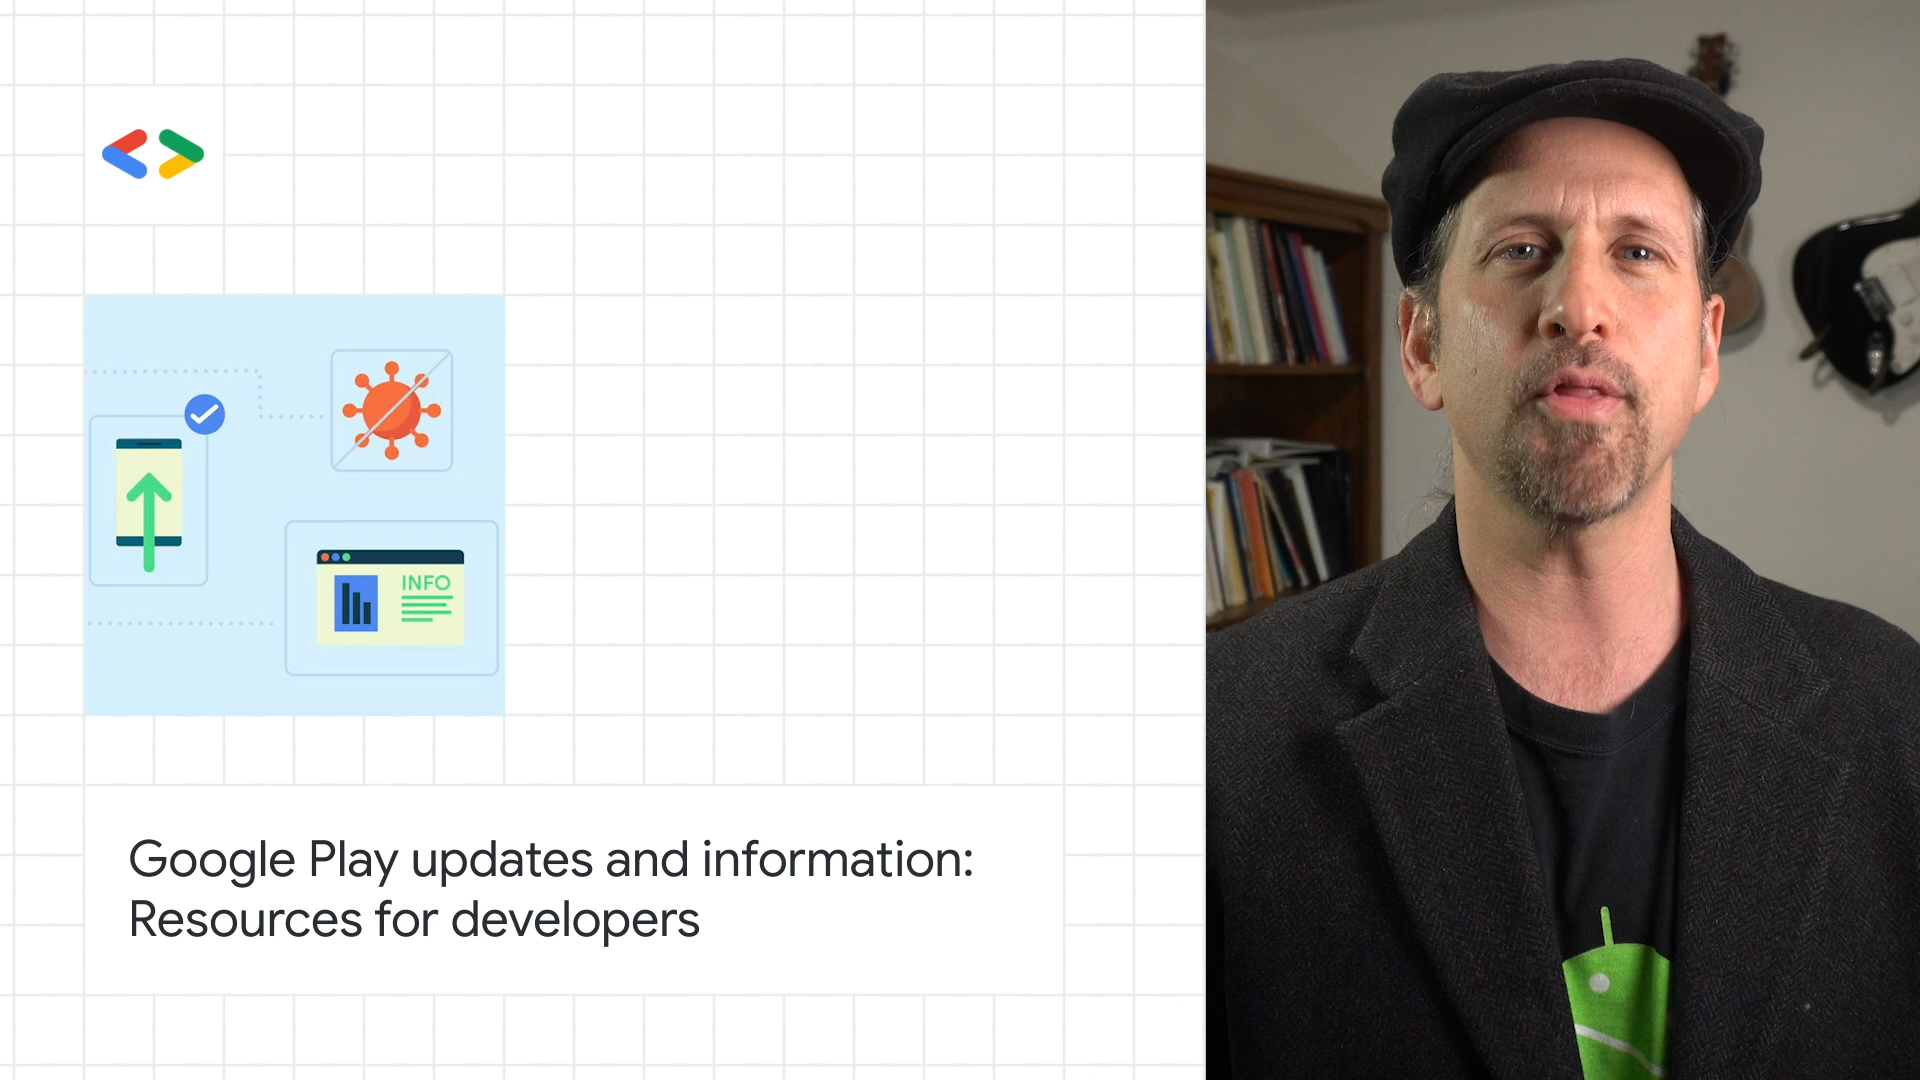 INFO
Google Play updates and information:
Resources for developers